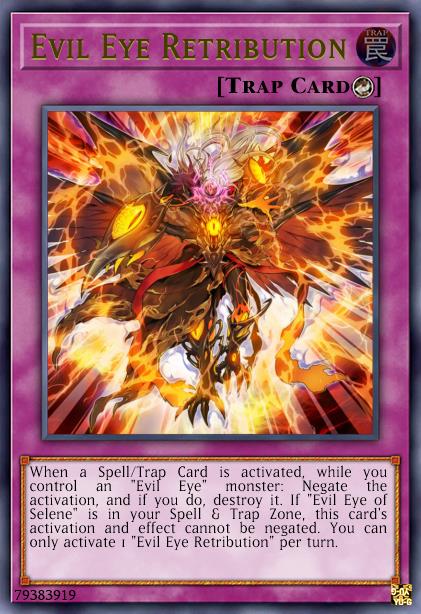 EVIL EYE RETRIBUTION
TRAP
罠
[TRAP CARD]
When a Spell/Trap Card is activated, while you
control an "Evil Eye" monster: Negate the
activation, and if you do, destroy it. If "Evil Eye of
Selene" is in your Spell & Trap Zone, this card's
activation and effect cannot be negated. You can
only activate 1 "Evil Eye Retribution" per turn.
79383919